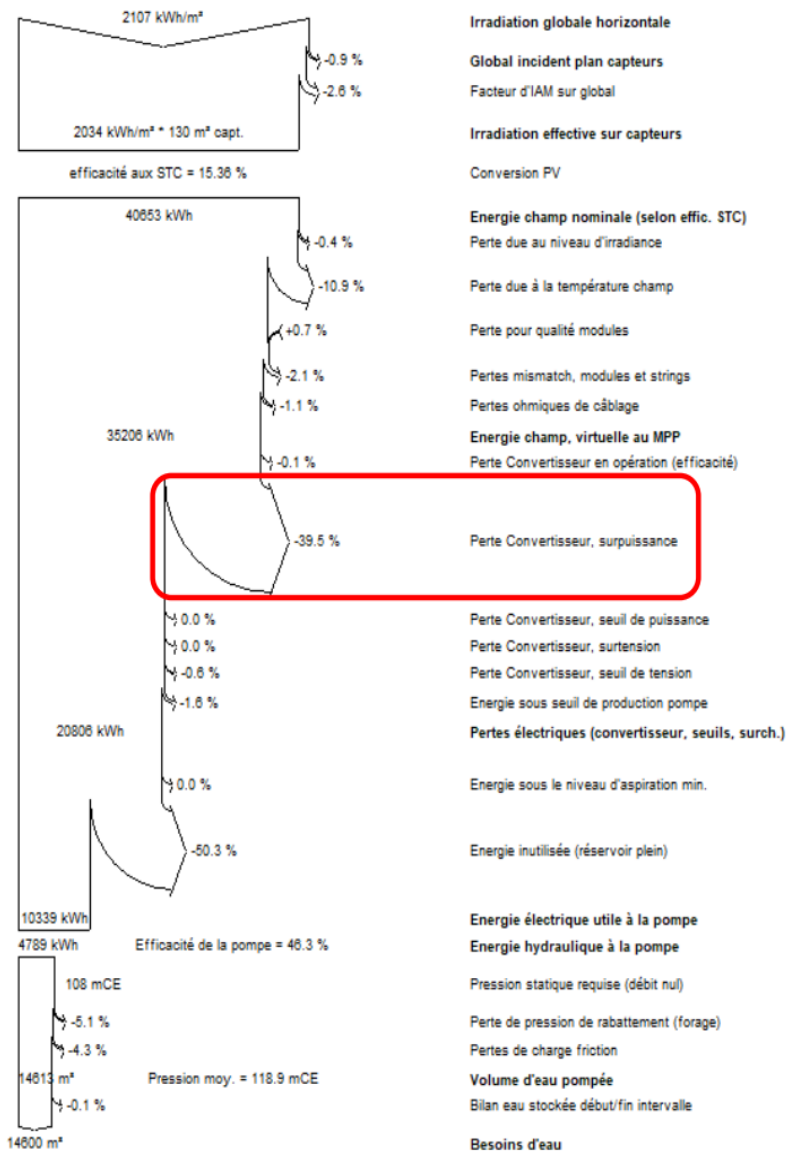 2107 kWh/m² Irradiation globale horizontale
-0.9 % Global incident plan capteurs
-2.6 % Facteur d'IAM sur global
2034 kWh/m² * 130 m² capt. Irradiation effective sur capteurs
efficacité aux STC = 15.36 % Conversion PV
40653 kWh Energie champ nominale (selon effic. STC)
-0.4 % Perte due au niveau d'irradiance
-10.9 % Perte due à la température champ
+0.7 % Perte pour qualité modules
-2.1 % Pertes mismatch, modules et strings
-1.1 % Pertes ohmiques de câblage
35206 kWh Energie champ, virtuelle au MPP
-0.1 % Perte Convertisseur en opération (efficacité)
-39.5 % Perte Convertisseur, surpuissance
0.0 % Perte Convertisseur, seuil de puissance
0.0 % Perte Convertisseur, surtension
-0.6 % Perte Convertisseur, seuil de tension
-1.6 % Energie sous seuil de production pompe
20806 kWh Pertes électriques (convertisseur, seuils, surch.)
0.0 % Energie sous le niveau d'aspiration min.
-50.3 % Energie inutilisée (réservoir plein)
10339 kWh Energie électrique utile à la pompe
4789 kWh Efficacité de la pompe = 46.3 % Energie hydraulique à la pompe
108 mCE Pression statique requise (débit nul)
-5.1 % Perte de pression de rabattement (forage)
-4.3 % Pertes de charge friction
14613 m³ Pression moy. = 118.9 mCE Volume d'eau pompée
-0.1 % Bilan eau stockée début/fin intervalle
14600 m³ Besoins d'eau